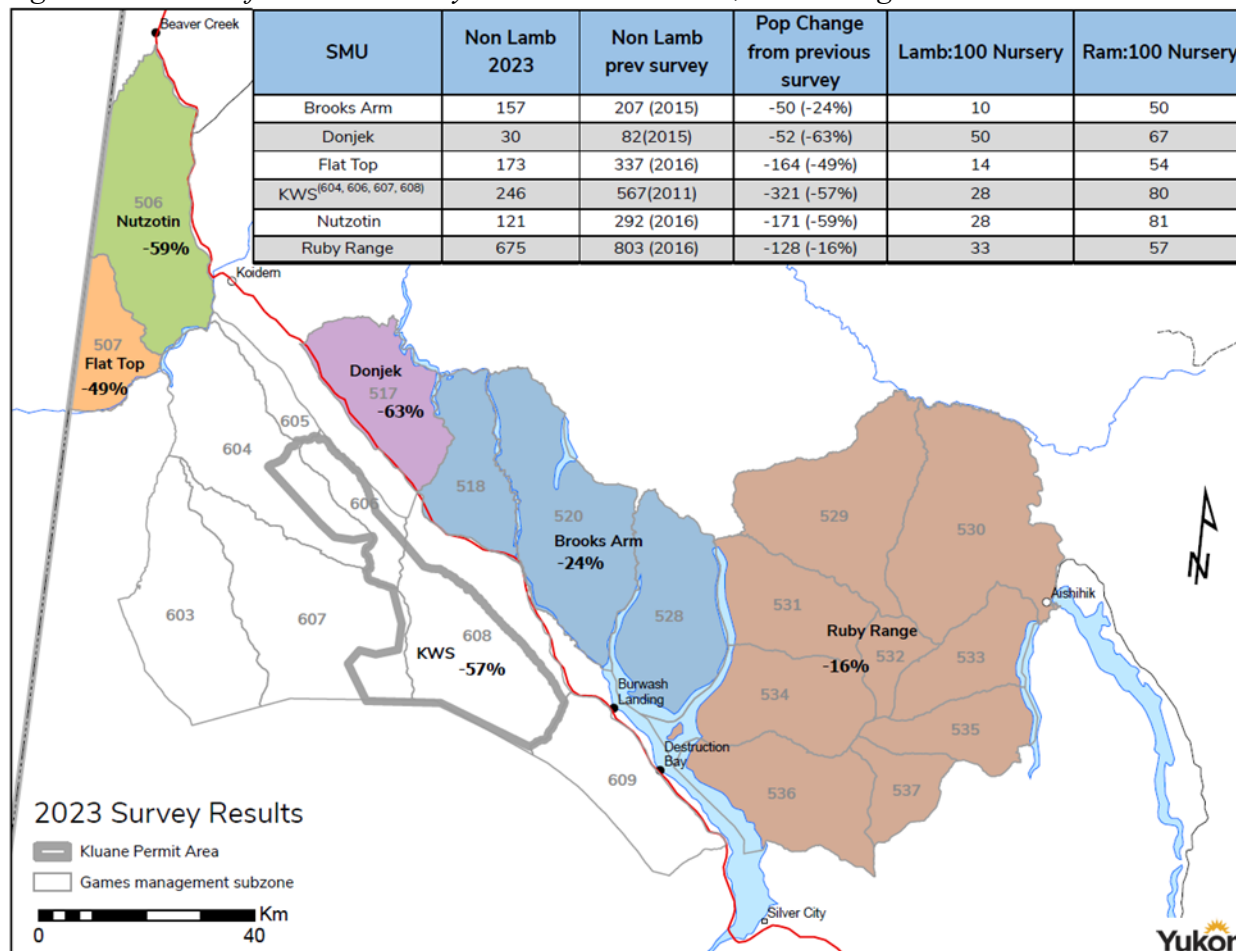 Beaver Creek
SMU | Non Lamb 2023 | Non Lamb prev survey | Pop Change from previous survey | Lamb:100 Nursery | Ram:100 Nursery
Brooks Arm | 157 | 207 (2015) | -50 (-24%) | 10 | 50
Donjek | 30 | 82(2015) | -52 (-63%) | 50 | 67
Flat Top | 173 | 337 (2016) | -164 (-49%) | 14 | 54
KWS(604, 606, 607, 608) | 246 | 567(2011) | -321 (-57%) | 28 | 80
Nutzotin | 121 | 292 (2016) | -171 (-59%) | 28 | 81
Ruby Range | 675 | 803 (2016) | -128 (-16%) | 33 | 57
506
Nutzotin
-59%
Koidern
507
Flat Top
-49%
Donjek
517
-63%
605
604
606
518
520
Brooks Arm
-24%
529
530
603
607
608
KWS
-57%
528
531
Aishihik
Ruby Range
-16%
532
533
534
535
Burwash
Landing
Destruction
Bay
609
536
537
N
2023 Survey Results
Kluane Permit Area
Games management subzone
Km
0 40
Silver City
Yukon